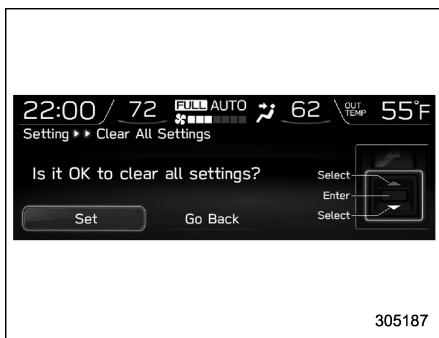 22:00 / 72 FULL AUTO 62 OUT TEMP 55°F
Setting ▸▸ Clear All Settings
Is it OK to clear all settings?
Select
Enter
Select
Set Go Back
305187